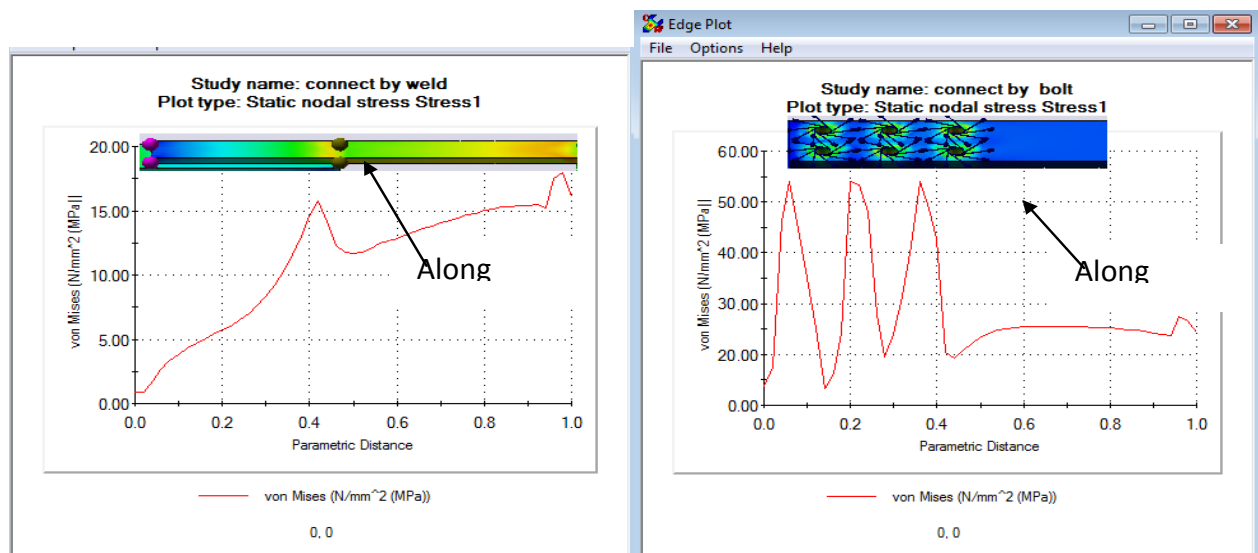 Study name: connect by weld
Plot type: Static nodal stress Stress1
20.00
15.00
10.00
5.00
0.00
von Mises (N/mm^2 (MPa))
Along
0.0 0.2 0.4 0.6 0.8 1.0
Parametric Distance
von Mises (N/mm^2 (MPa))
0, 0
Edge Plot
File Options Help
Study name: connect by  bolt
Plot type: Static nodal stress Stress1
60.00
50.00
40.00
30.00
20.00
00.00
von Mises (N/mm^2 (MPa))
Along
0.0 0.2 0.4 0.6 0.8 1.0
Parametric Distance
von Mises (N/mm^2 (MPa))
0, 0